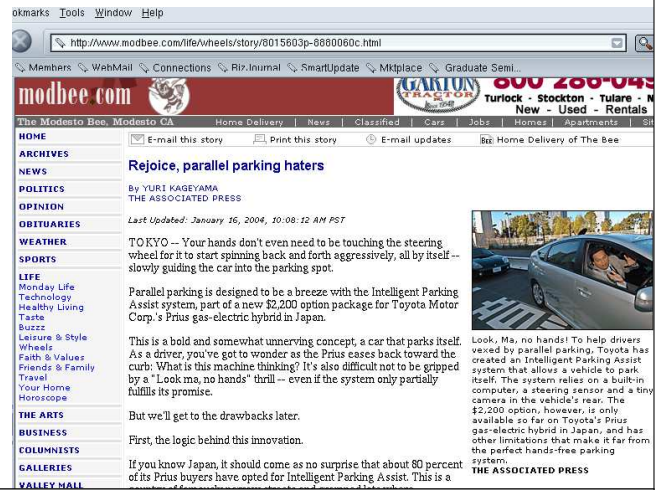 okmarks Tools Window Help
http://www.modbee.com/life/wheels/story/8015603p-8880060c.html
Members WebMail Connections Biz Journal SmartUpdate Mktplace Graduate Semi...
modbee.com
GARTON TRACTOR
800 286-049
Turlock · Stockton · Tulare · N
New - Used - Rentals
The Modesto Bee, Modesto CA
Home Delivery | News | Classified | Cars | Jobs | Homes | Apartments | Sit
HOME
ARCHIVES
NEWS
POLITICS
OPINION
OBITUARIES
WEATHER
SPORTS
LIFE
Monday Life
Technology
Healthy Living
Taste
Buzzz
Leisure & Style
Wheels
Faith & Values
Friends & Family
Travel
Your Home
Horoscope
THE ARTS
BUSINESS
COLUMNISTS
GALLERIES
VALLEY MALL
E-mail this story Print this story E-mail updates Home Delivery of The Bee
Rejoice, parallel parking haters
By YURI KAGEYAMA
THE ASSOCIATED PRESS
Last Updated: January 16, 2004, 10:08:12 AM PST
TOKYO -- Your hands don't even need to be touching the steering
wheel for it to start spinning back and forth aggressively, all by itself --
slowly guiding the car into the parking spot.
Parallel parking is designed to be a breeze with the Intelligent Parking
Assist system, part of a new $2,200 option package for Toyota Motor
Corp.'s Prius gas-electric hybrid in Japan.
This is a bold and somewhat unnerving concept, a car that parks itself.
As a driver, you've got to wonder as the Prius eases back toward the
curb: What is this machine thinking? It's also difficult not to be gripped
by a "Look ma, no hands" thrill -- even if the system only partially
fulfills its promise.
But we'll get to the drawbacks later.
First, the logic behind this innovation.
If you know Japan, it should come as no surprise that about 80 percent
of its Prius buyers have opted for Intelligent Parking Assist. This is a
Look, Ma, no hands! To help drivers
vexed by parallel parking, Toyota has
created an Intelligent Parking Assist
system that allows a vehicle to park
itself. The system relies on a built-in
computer, a steering sensor and a tiny
camera in the vehicle's rear. The
$2,200 option, however, is only
available so far on Toyota's Prius
gas-electric hybrid in Japan, and has
other limitations that make it far from
the perfect hands-free parking
system.
THE ASSOCIATED PRESS